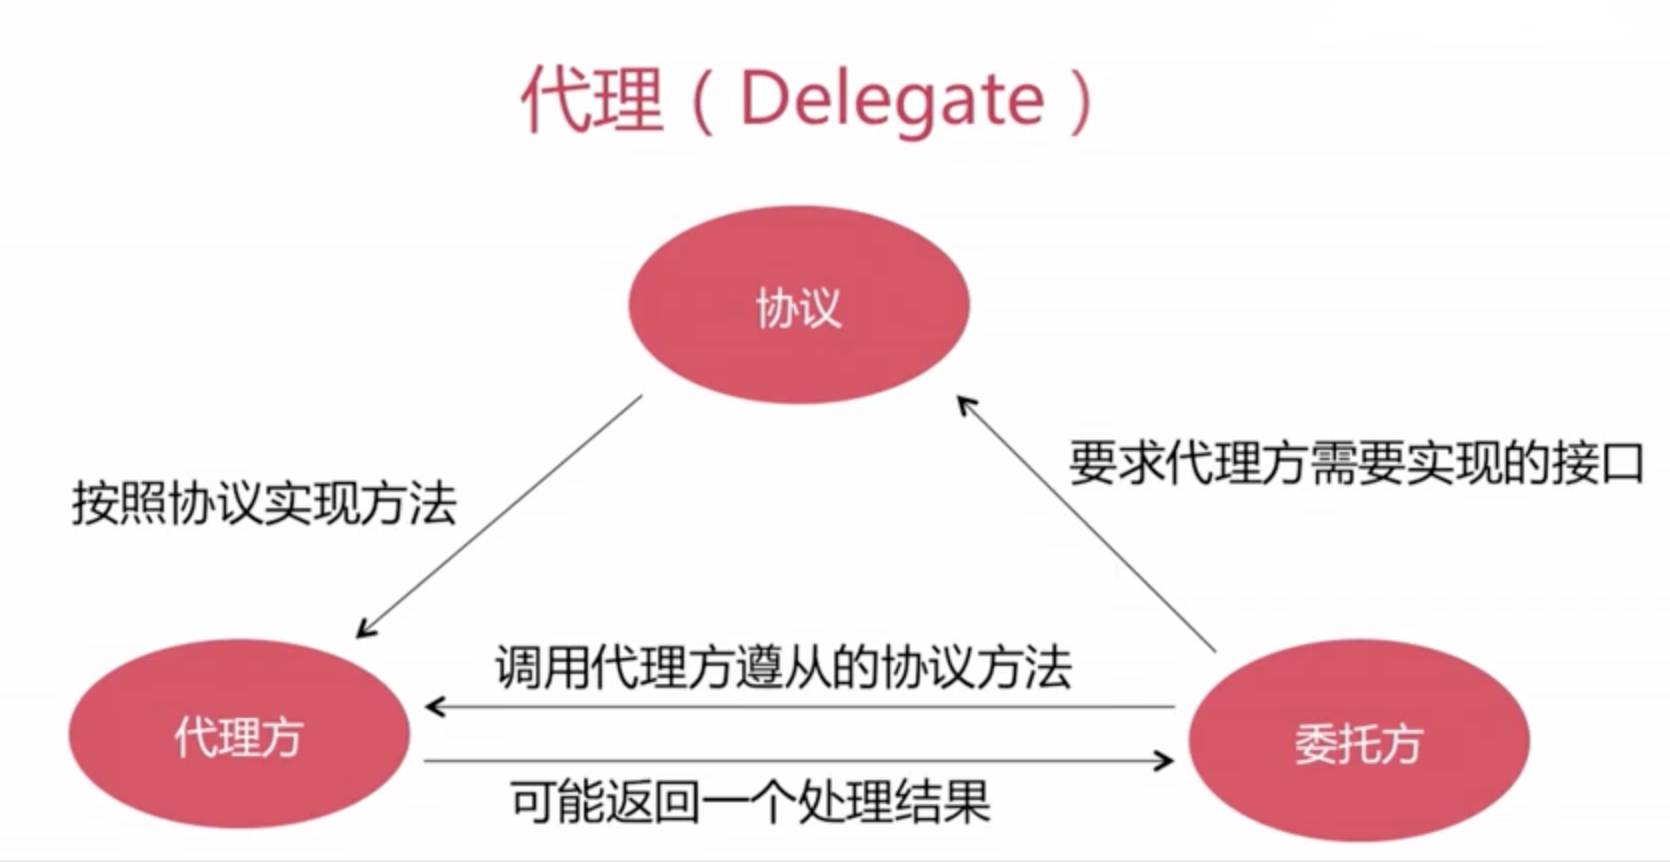 代理（Delegate）
协议
要求代理方需要实现的接口
按照协议实现方法
调用代理方遵从的协议方法
代理方
委托方
可能返回一个处理结果